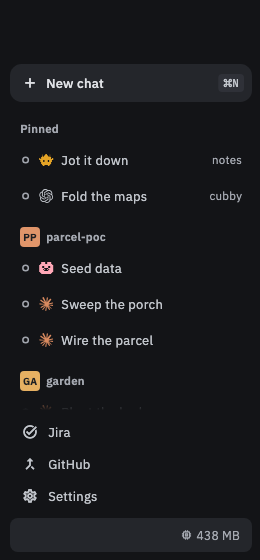 New chat ⌘N
Pinned
Jot it down notes
Fold the maps cubby
PP parcel-poc
Seed data
Sweep the porch
Wire the parcel
GA garden
Jira
GitHub
Settings
438 MB